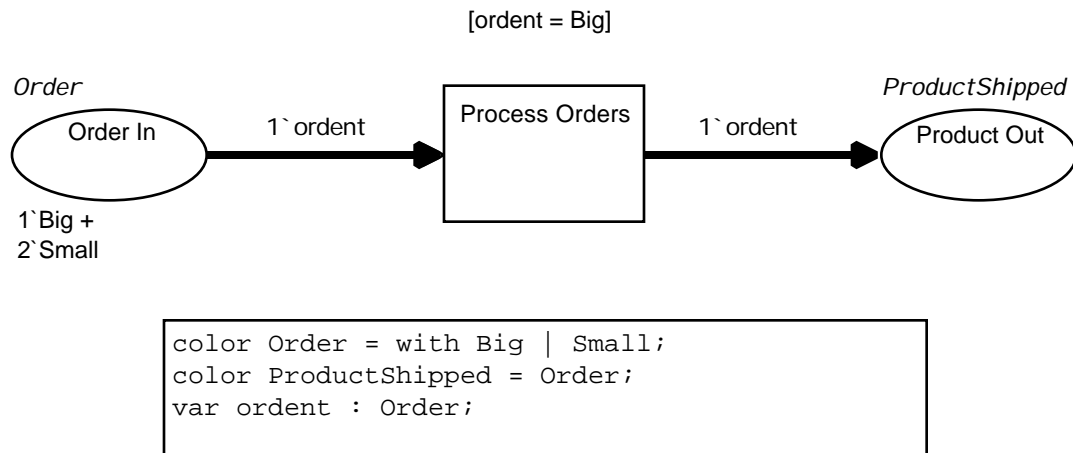 [ordent = Big]
Order
ProductShipped
Order In
1`ordent
Process Orders
1`ordent
Product Out
1`Big +
2`Small
color Order = with Big | Small;
color ProductShipped = Order;
var ordent : Order;